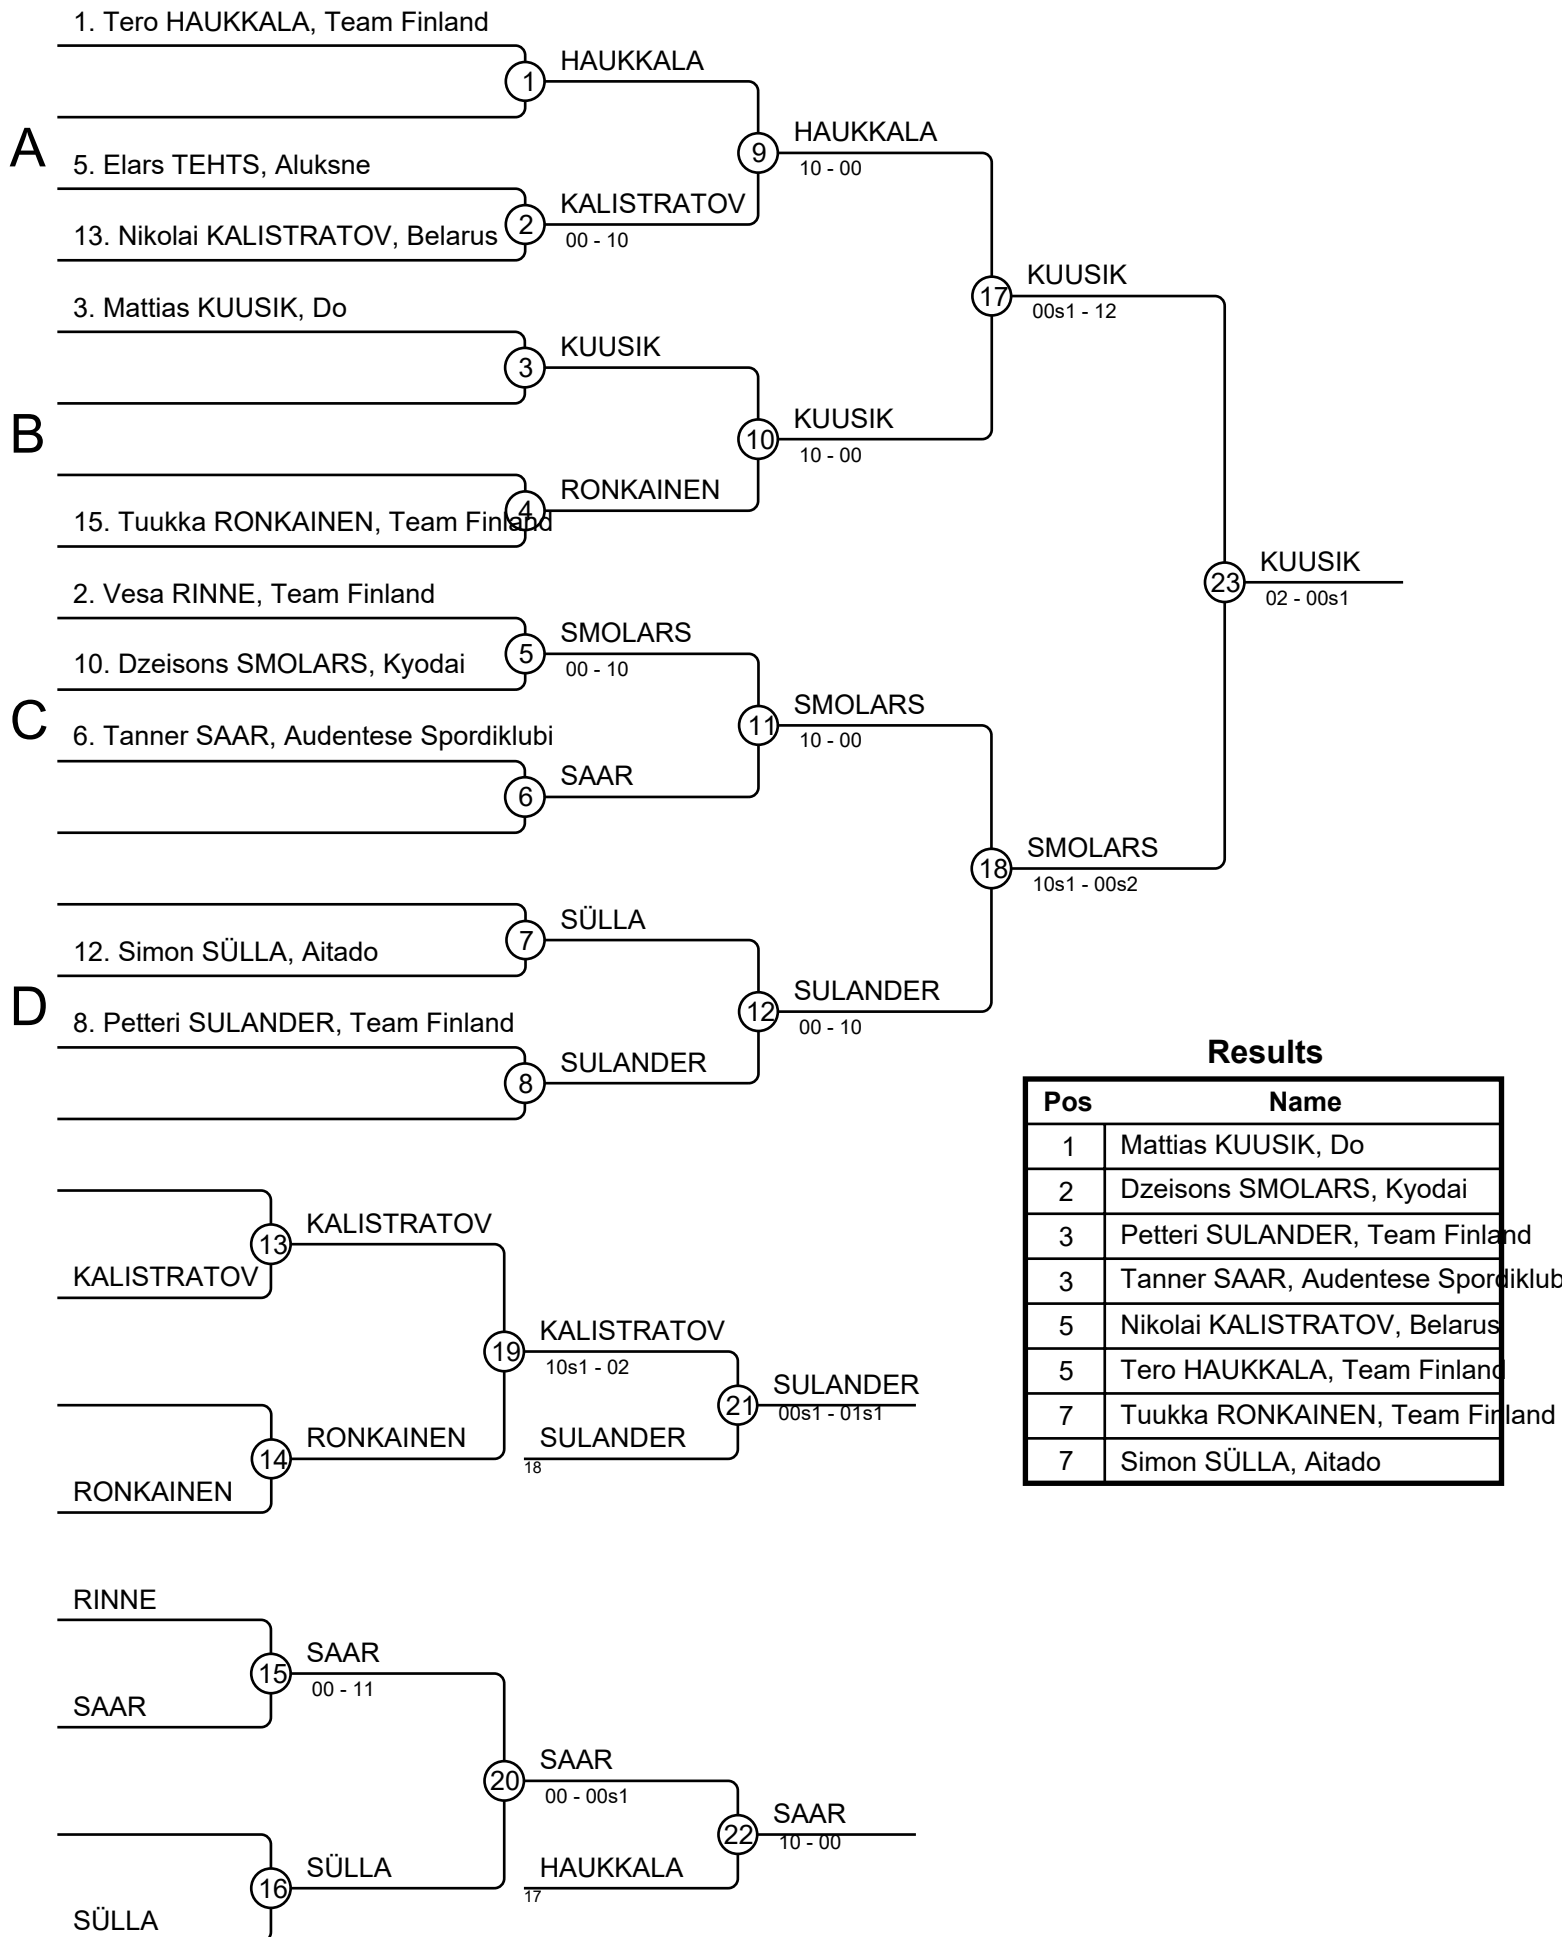 1. Tero HAUKKALA, Team Finland
HAUKKALA
1
A
HAUKKALA
9
10 - 00
5. Elars TEHTS, Aluksne
KALISTRATOV
2
13. Nikolai KALISTRATOV, Belarus
00 - 10
KUUSIK
17
00s1 - 12
3. Mattias KUUSIK, Do
KUUSIK
3
B
KUUSIK
10
10 - 00
RONKAINEN
4
15. Tuukka RONKAINEN, Team Finland
KUUSIK
23
02 - 00s1
2. Vesa RINNE, Team Finland
SMOLARS
5
10. Dzeisons SMOLARS, Kyodai
00 - 10
C
SMOLARS
11
10 - 00
6. Tanner SAAR, Audentese Spordiklubi
SAAR
6
SMOLARS
18
10s1 - 00s2
SÜLLA
7
12. Simon SÜLLA, Aitado
D
SULANDER
12
00 - 10
8. Petteri SULANDER, Team Finland
SULANDER
8
Results
Pos Name
1 Mattias KUUSIK, Do
2 Dzeisons SMOLARS, Kyodai
3 Petteri SULANDER, Team Finland
3 Tanner SAAR, Audentese Spordiklub
5 Nikolai KALISTRATOV, Belarus
5 Tero HAUKKALA, Team Finland
7 Tuukka RONKAINEN, Team Finland
7 Simon SÜLLA, Aitado
KALISTRATOV
13
KALISTRATOV
KALISTRATOV
19
10s1 - 02
SULANDER
21
00s1 - 01s1
RONKAINEN
14
SULANDER
18
RONKAINEN
RINNE
SAAR
15
00 - 11
SAAR
SAAR
20
00 - 00s1
SAAR
22
10 - 00
SÜLLA
16
HAUKKALA
17
SÜLLA